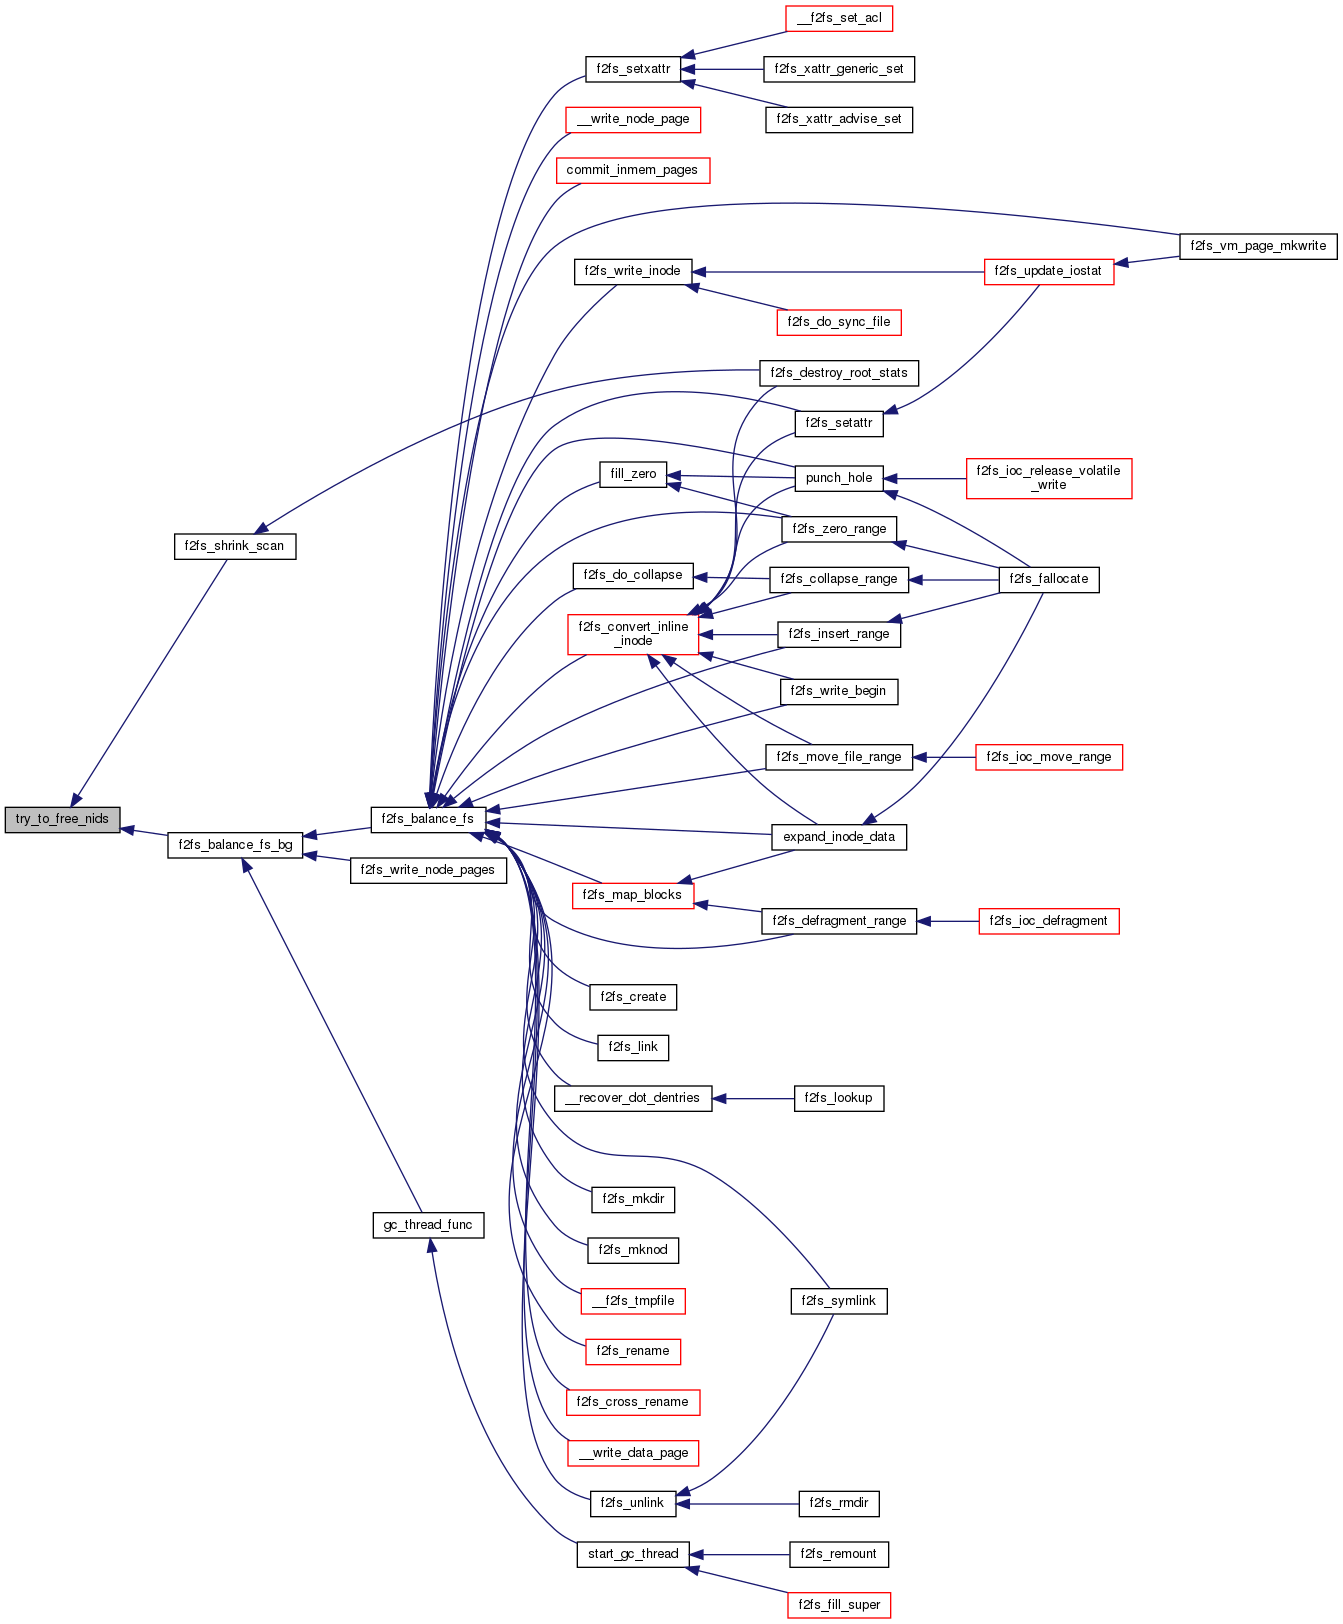 __f2fs_set_acl
f2fs_setxattr
f2fs_xattr_generic_set
f2fs_xattr_advise_set
__write_node_page
commit_inmem_pages
f2fs_vm_page_mkwrite
f2fs_write_inode
f2fs_update_iostat
f2fs_do_sync_file
f2fs_destroy_root_stats
f2fs_setattr
fill_zero
punch_hole
f2fs_ioc_release_volatile
_write
f2fs_zero_range
f2fs_shrink_scan
f2fs_do_collapse
f2fs_collapse_range
f2fs_fallocate
f2fs_convert_inline
_inode
f2fs_insert_range
f2fs_write_begin
f2fs_move_file_range
f2fs_ioc_move_range
try_to_free_nids
f2fs_balance_fs
f2fs_balance_fs_bg
expand_inode_data
f2fs_write_node_pages
f2fs_map_blocks
f2fs_defragment_range
f2fs_ioc_defragment
f2fs_create
f2fs_link
__recover_dot_dentries
f2fs_lookup
f2fs_mkdir
gc_thread_func
f2fs_mknod
__f2fs_tmpfile
f2fs_symlink
f2fs_rename
f2fs_cross_rename
__write_data_page
f2fs_unlink
f2fs_rmdir
start_gc_thread
f2fs_remount
f2fs_fill_super